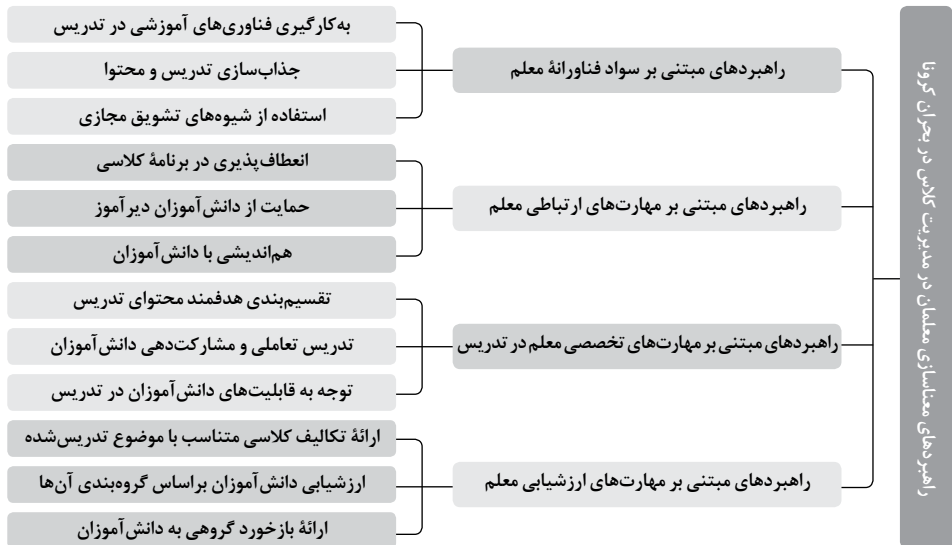 راهبردهای معناسازی معلمان در مدیریت کلاس در بحران کرونا
راهبردهای مبتنی بر سواد فناورانهٔ معلم
به‌کارگیری فناوری‌های آموزشی در تدریس
جذاب‌سازی تدریس و محتوا
استفاده از شیوه‌های تشویق مجازی
راهبردهای مبتنی بر مهارت‌های ارتباطی معلم
انعطاف‌پذیری در برنامهٔ کلاسی
حمایت از دانش‌آموزان دیرآموز
هم‌اندیشی با دانش‌آموزان
راهبردهای مبتنی بر مهارت‌های تخصصی معلم در تدریس
تقسیم‌بندی هدفمند محتوای تدریس
تدریس تعاملی و مشارکت‌دهی دانش‌آموزان
توجه به قابلیت‌های دانش‌آموزان در تدریس
راهبردهای مبتنی بر مهارت‌های ارزشیابی معلم
ارائهٔ تکالیف کلاسی متناسب با موضوع تدریس‌شده
ارزشیابی دانش‌آموزان براساس گروه‌بندی آن‌ها
ارائهٔ بازخورد گروهی به دانش‌آموزان